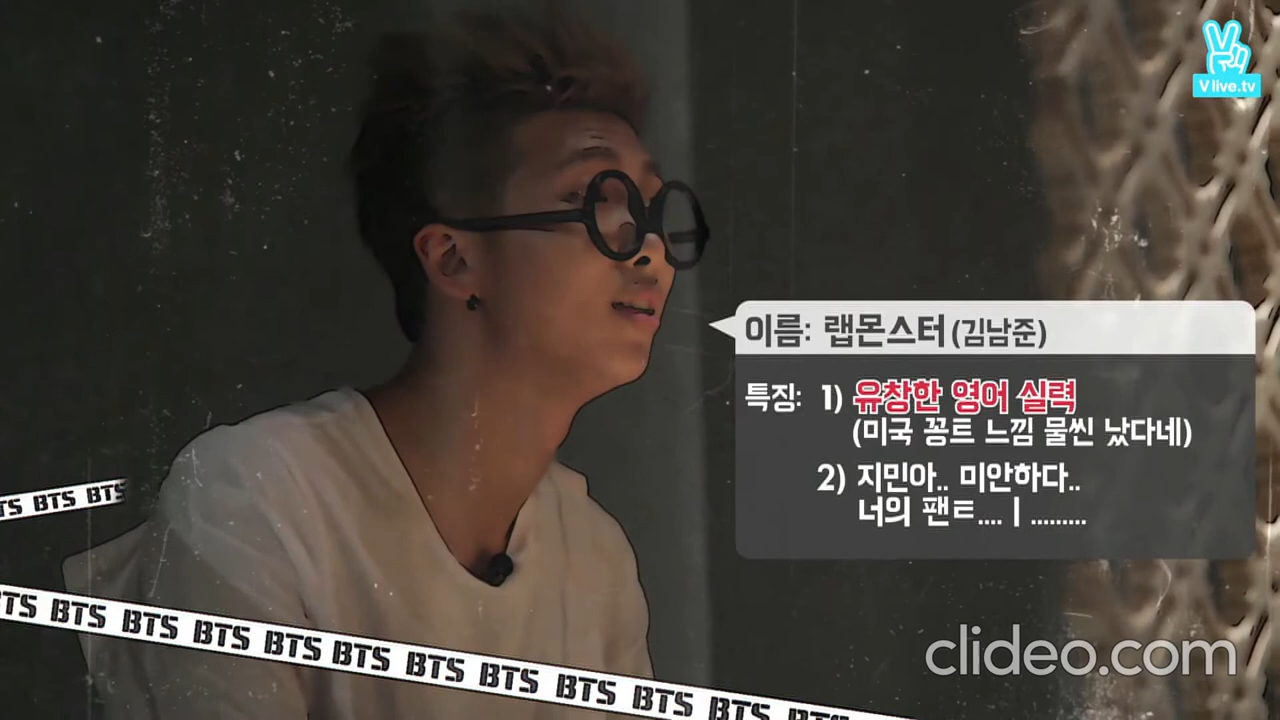 V live.tv
이름: 랩몬스터 (김남준)
특징: 1) 유창한 영어 실력
(미국 꽁트 느낌 물씬 났다네)
2) 지민아.. 미안하다..
너의 팬ㅌ.... ㅣ .........
TS BTS BTS
TS BTS BTS BTS BTS BTS BTS BTS BTS BTS BTS BTS
clideo.com